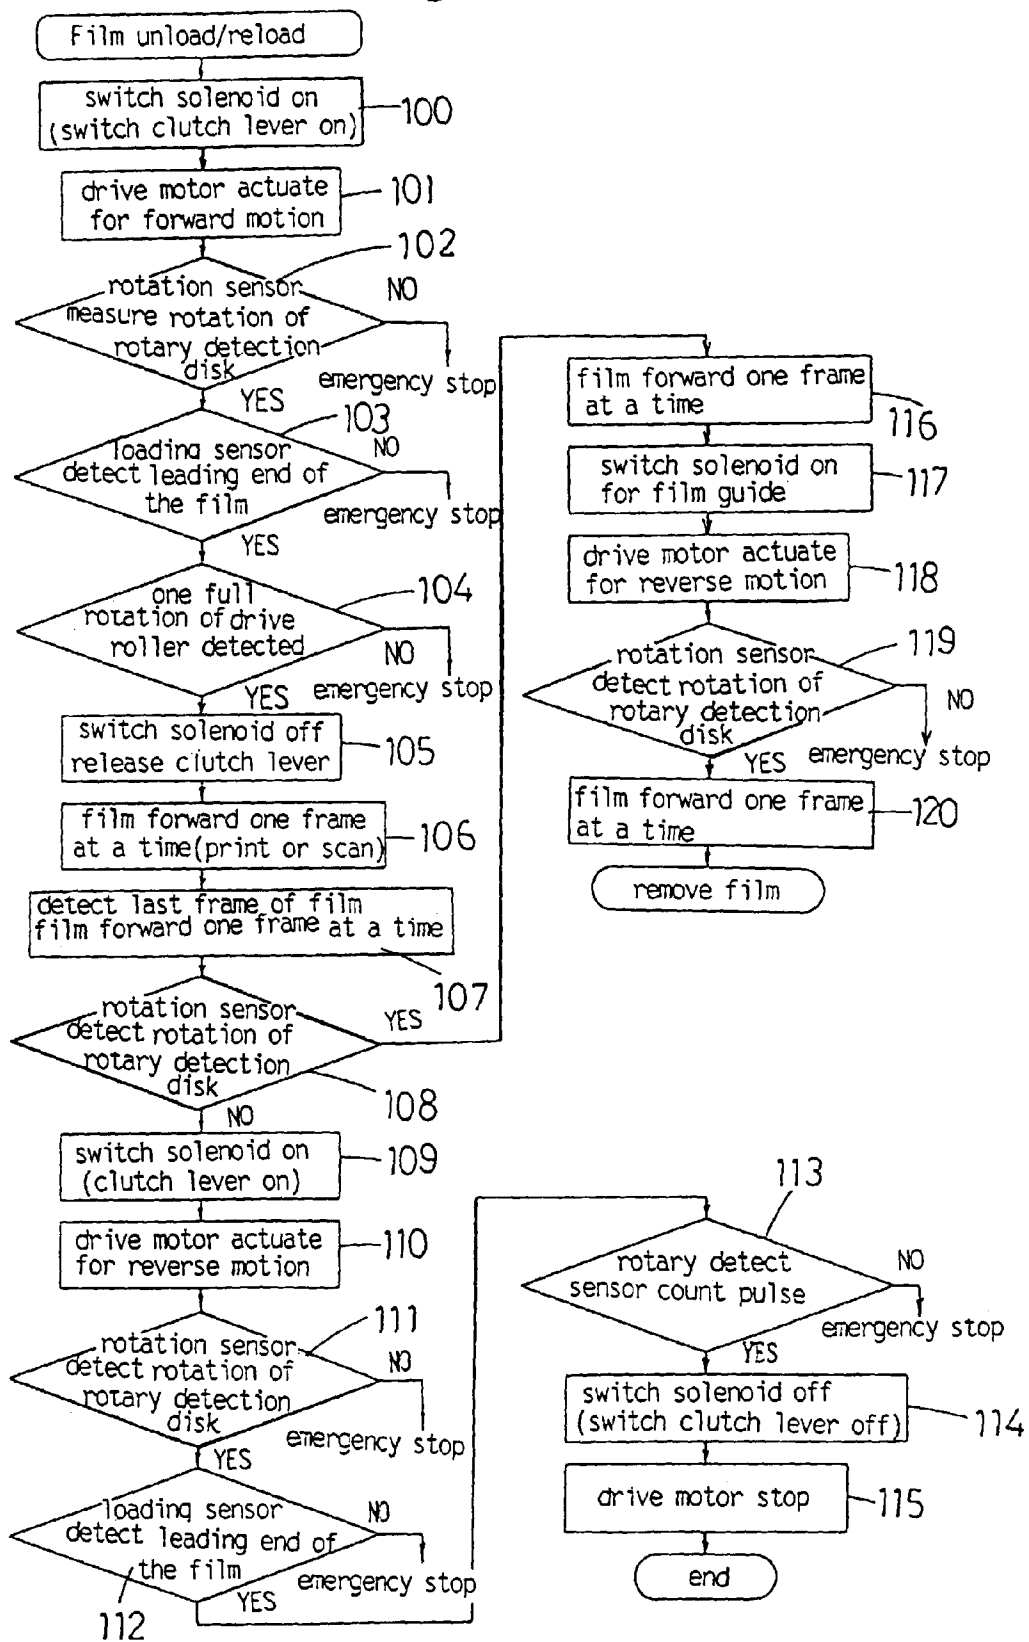 Film unload/reload
switch solenoid on
(switch clutch lever on)
100
drive motor actuate
for forward motion
101
102
rotation sensor
measure rotation of
rotary detection
disk
NO
emergency stop
YES
103
loading sensor
detect leading end of
the film
NO
emergency stop
YES
one full
rotation of drive
roller detected
104
NO
emergency stop
YES
switch solenoid off
release clutch lever
105
film forward one frame
at a time(print or scan)
106
detect last frame of film
film forward one frame at a time
107
rotation sensor
detect rotation of
rotary detection
disk
YES
108
NO
switch solenoid on
(clutch lever on)
109
drive motor actuate
for reverse motion
110
111
rotation sensor
detect rotation of
rotary detection
disk
NO
emergency stop
YES
loading sensor
detect leading end of
the film
NO
emergency stop
YES
112
film forward one frame
at a time
116
switch solenoid on
for film guide
117
drive motor actuate
for reverse motion
118
119
rotation sensor
detect rotation of
rotary detection
disk
NO
emergency stop
YES
film forward one frame
at a time
120
remove film
113
rotary detect
sensor count pulse
NO
emergency stop
YES
switch solenoid off
(switch clutch lever off)
114
drive motor stop
115
end